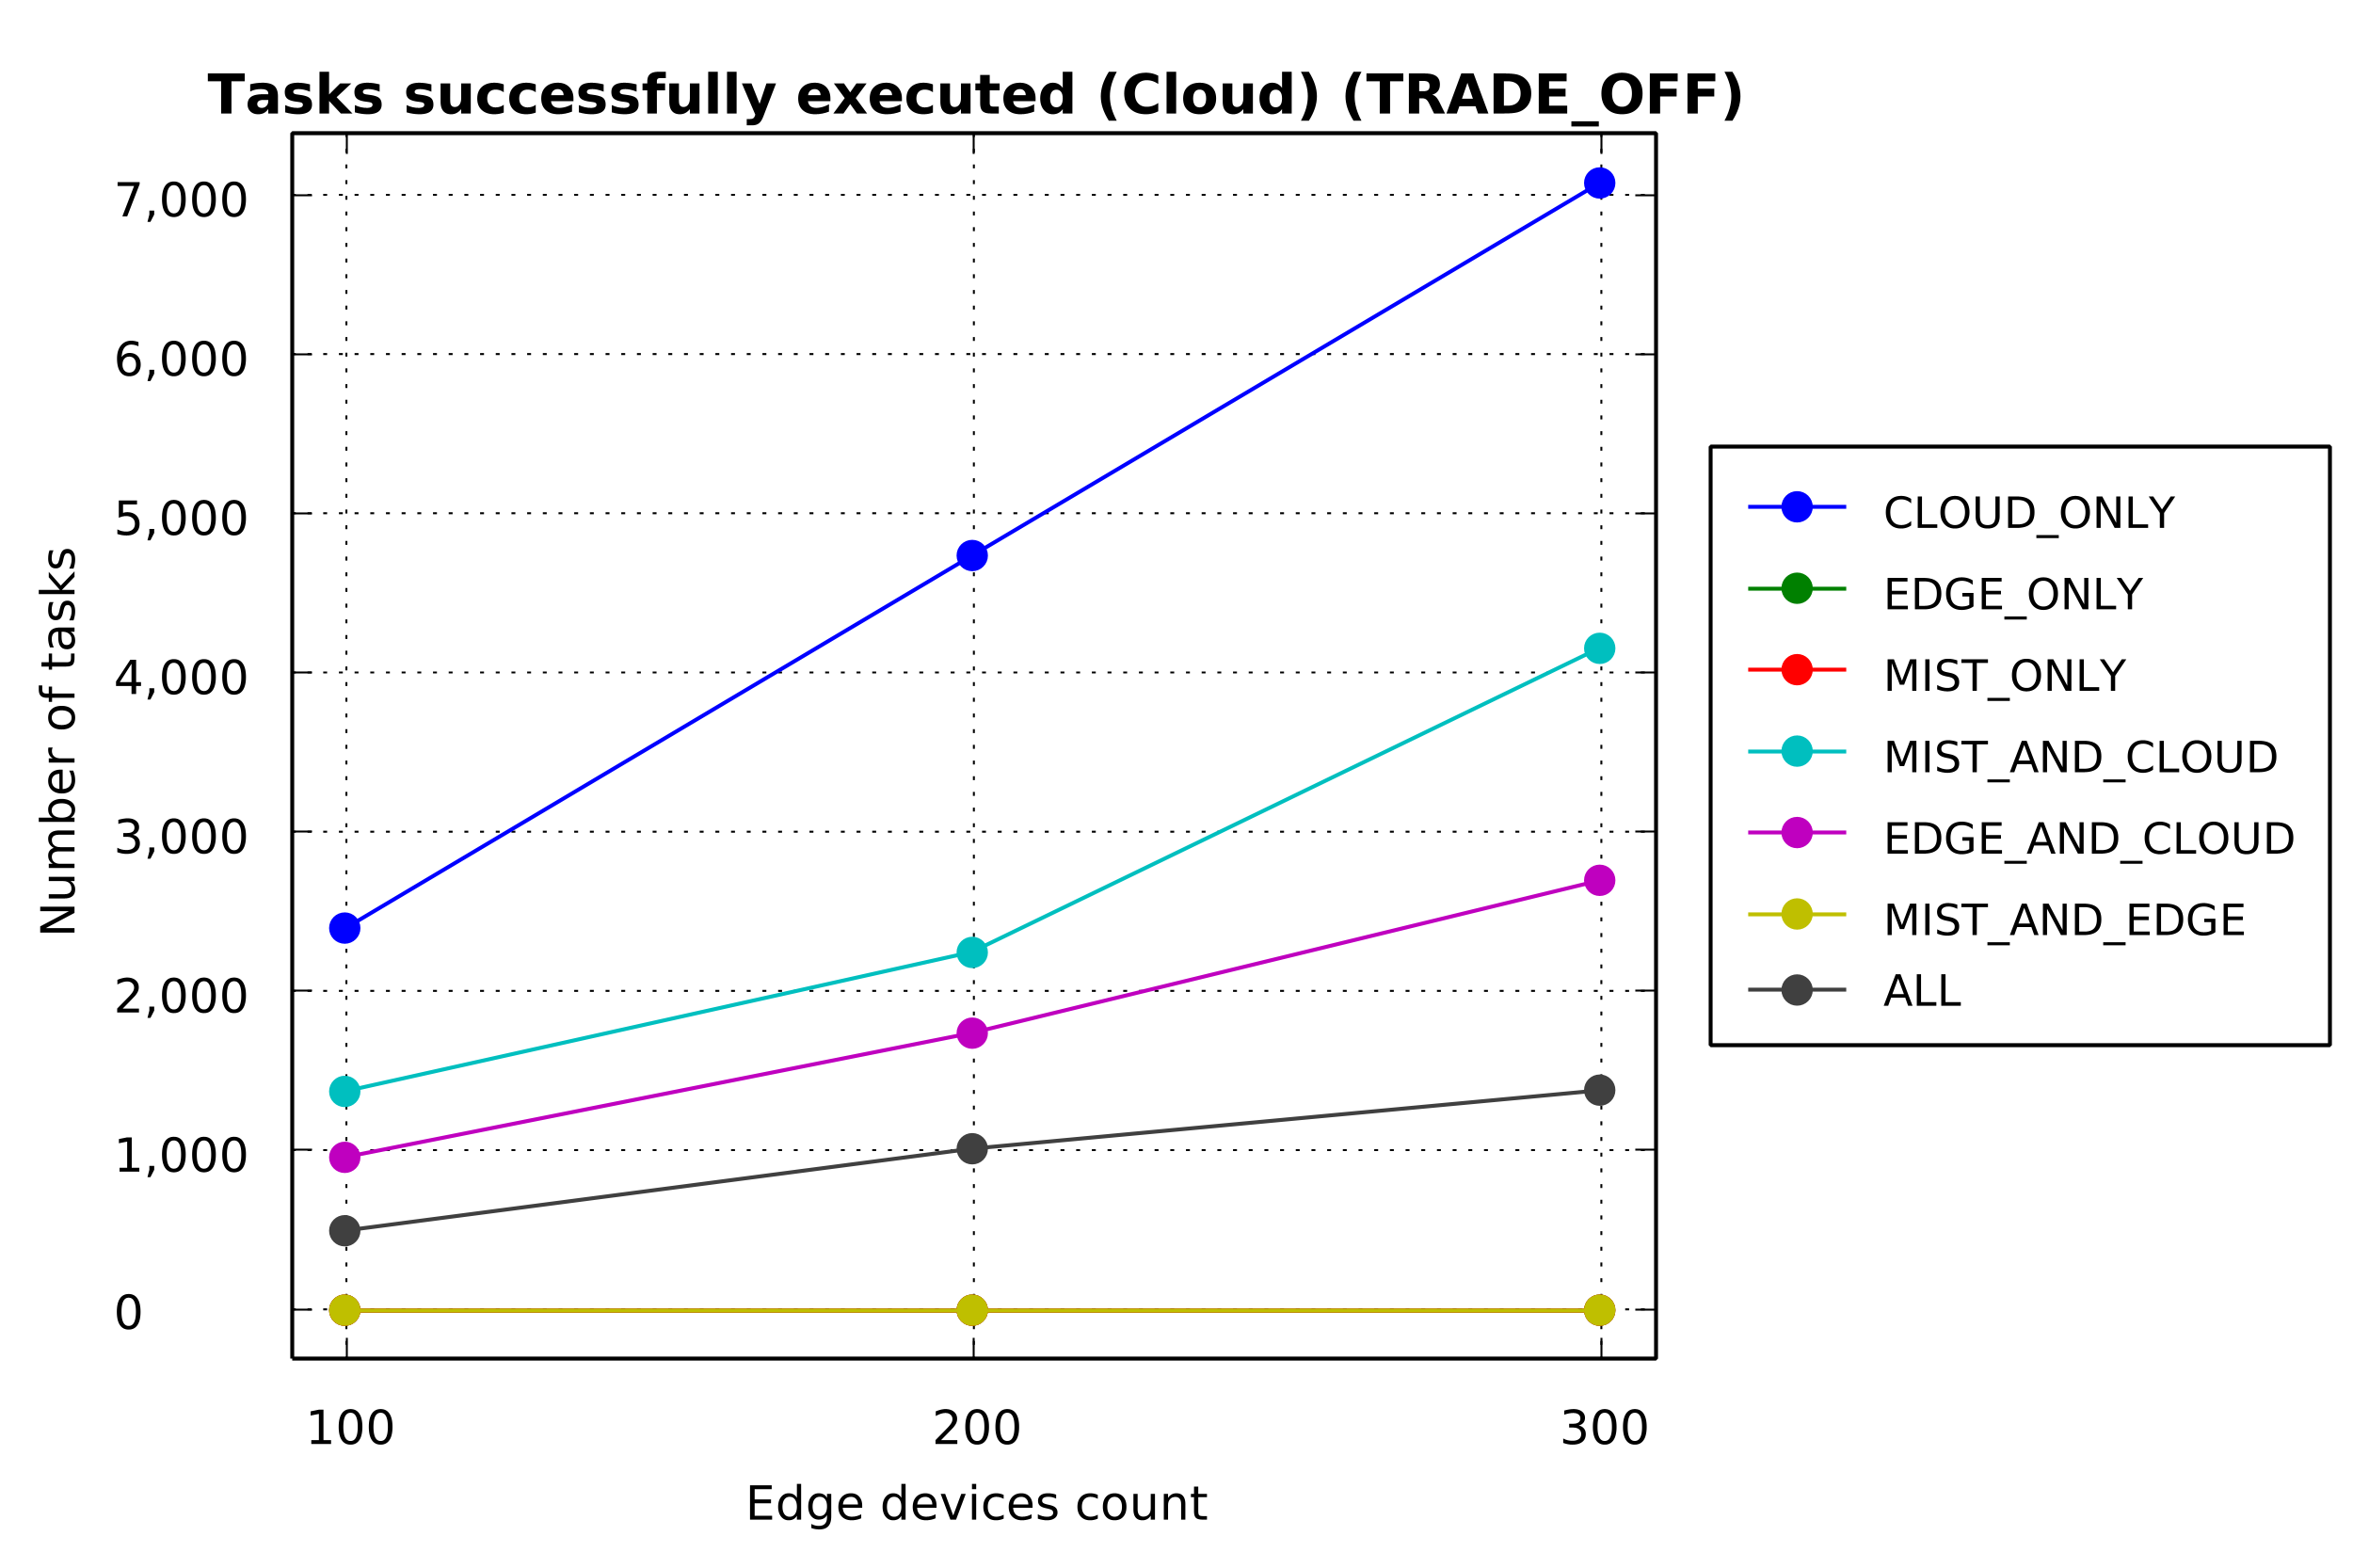 Tasks successfully executed (Cloud) (TRADE_OFF)
7,000
6,000
5,000
4,000
3,000
2,000
1,000
0
Number of tasks
100
200
300
Edge devices count
CLOUD_ONLY
EDGE_ONLY
MIST_ONLY
MIST_AND_CLOUD
EDGE_AND_CLOUD
MIST_AND_EDGE
ALL